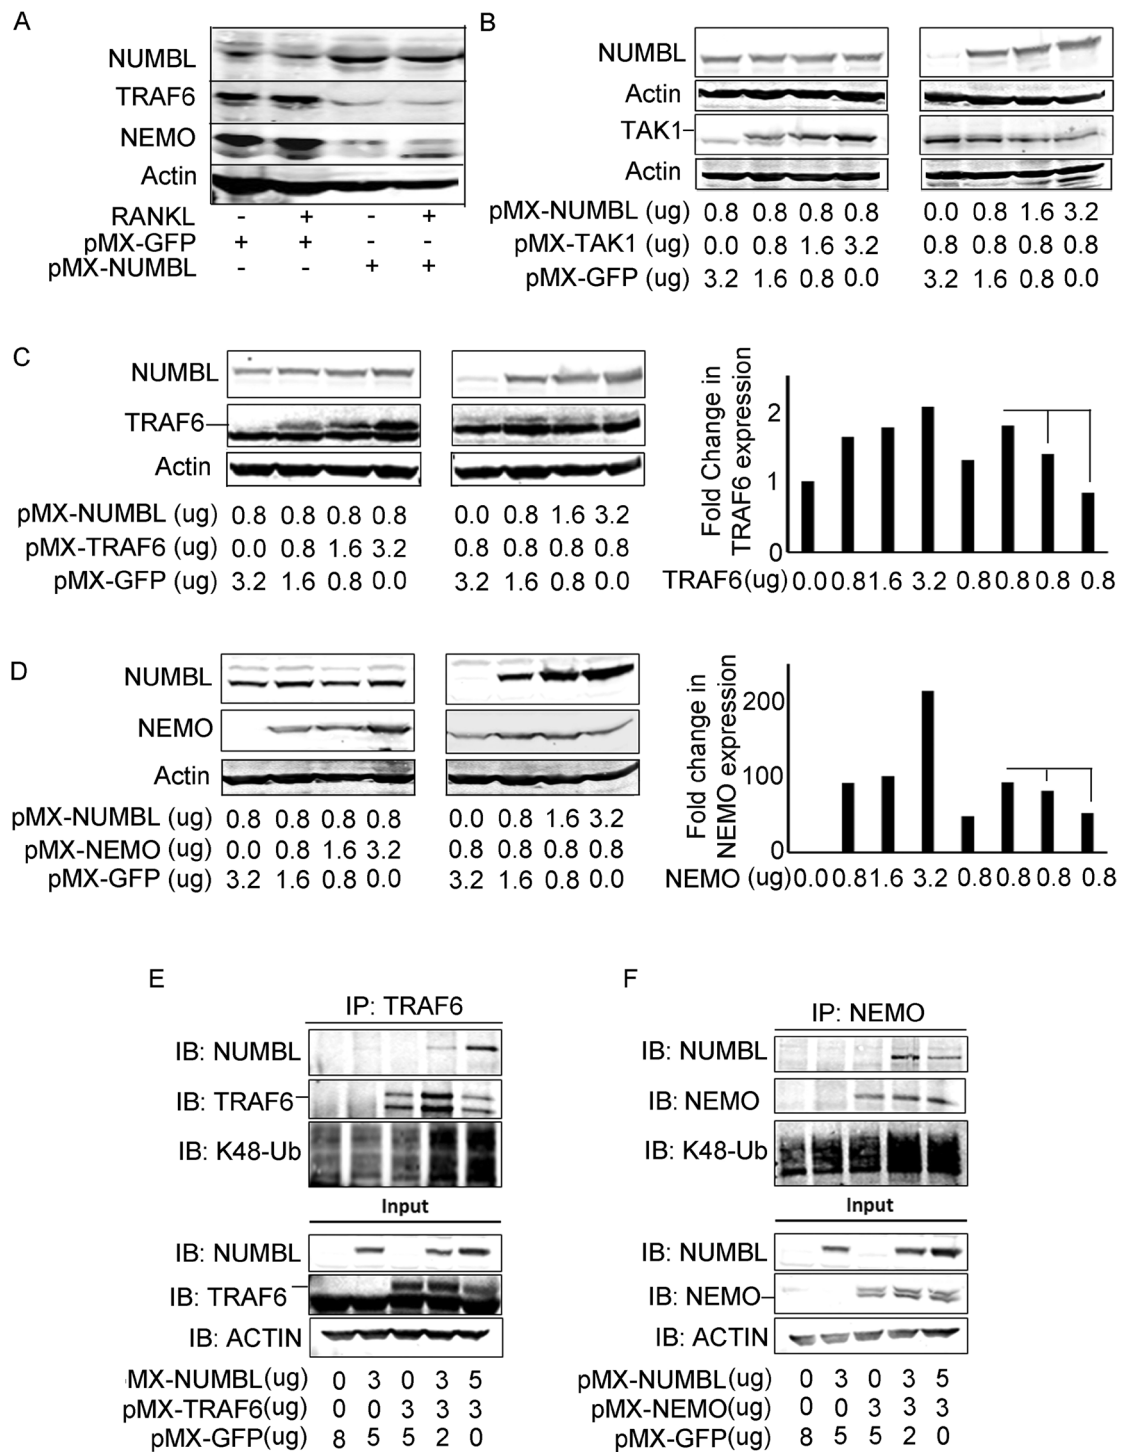 A
NUMBL
TRAF6
NEMO
Actin
RANKL - + - +
pMX-GFP + + - -
pMX-NUMBL - - + +
B
NUMBL
Actin
TAK1
Actin
pMX-NUMBL (ug) 0.8 0.8 0.8 0.8 0.0 0.8 1.6 3.2
pMX-TAK1 (ug) 0.0 0.8 1.6 3.2 0.8 0.8 0.8 0.8
pMX-GFP (ug) 3.2 1.6 0.8 0.0 3.2 1.6 0.8 0.0
C
NUMBL
TRAF6
Actin
pMX-NUMBL (ug) 0.8 0.8 0.8 0.8 0.0 0.8 1.6 3.2
pMX-TRAF6 (ug) 0.0 0.8 1.6 3.2 0.8 0.8 0.8 0.8
pMX-GFP (ug) 3.2 1.6 0.8 0.0 3.2 1.6 0.8 0.0
Fold Change in
TRAF6 expression
2
1
0
TRAF6(ug) 0.0 0.8 1.6 3.2 0.8 0.8 0.8 0.8
D
NUMBL
NEMO
Actin
pMX-NUMBL (ug) 0.8 0.8 0.8 0.8 0.0 0.8 1.6 3.2
pMX-NEMO (ug) 0.0 0.8 1.6 3.2 0.8 0.8 0.8 0.8
pMX-GFP (ug) 3.2 1.6 0.8 0.0 3.2 1.6 0.8 0.0
Fold change in
NEMO expression
200
100
0
NEMO (ug) 0.0 0.8 1.6 3.2 0.8 0.8 0.8 0.8
E
IP: TRAF6
IB: NUMBL
IB: TRAF6
IB: K48-Ub
Input
IB: NUMBL
IB: TRAF6
IB: ACTIN
MX-NUMBL(ug) 0 3 0 3 5
pMX-TRAF6(ug) 0 0 3 3 3
pMX-GFP(ug) 8 5 5 2 0
F
IP: NEMO
IB: NUMBL
IB: NEMO
IB: K48-Ub
Input
IB: NUMBL
IB: NEMO
IB: ACTIN
pMX-NUMBL(ug) 0 3 0 3 5
pMX-NEMO(ug) 0 0 3 3 3
pMX-GFP(ug) 8 5 5 2 0